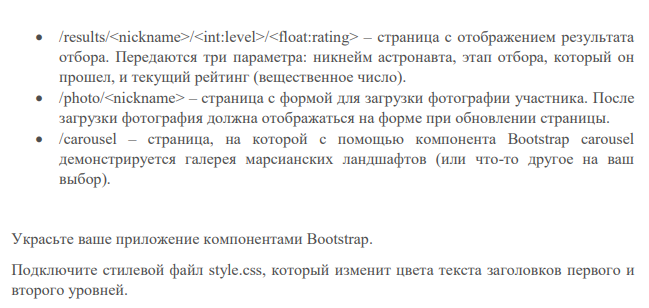 • /results/<nickname>/<int:level>/<float:rating> – страница с отображением результата
отбора. Передаются три параметра: никнейм астронавта, этап отбора, который он
прошел, и текущий рейтинг (вещественное число).
• /photo/<nickname> – страница с формой для загрузки фотографии участника. После
загрузки фотография должна отображаться на форме при обновлении страницы.
• /carousel – страница, на которой с помощью компонента Bootstrap carousel
демонстрируется галерея марсианских ландшафтов (или что-то другое на ваш
выбор).
Украсьте ваше приложение компонентами Bootstrap.
Подключите стилевой файл style.css, который изменит цвета текста заголовков первого и
второго уровней.